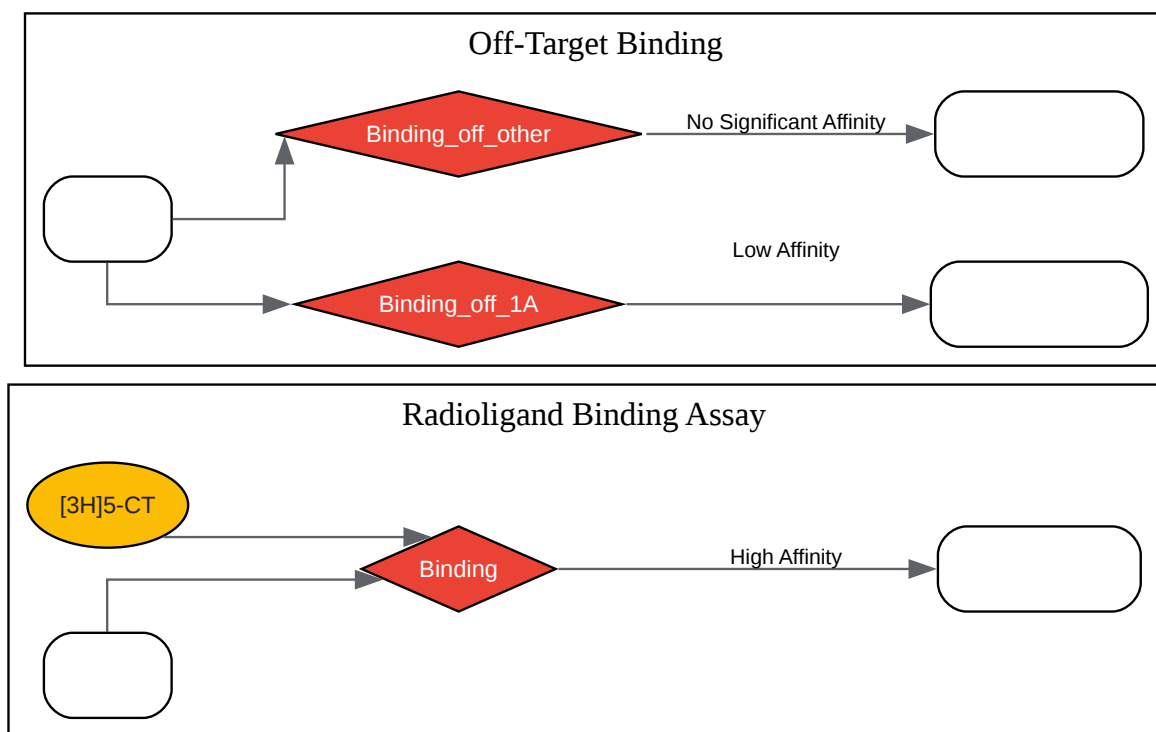 Off-Target Binding
Binding_off_other
No Significant Affinity
Low Affinity
Binding_off_1A
Radioligand Binding Assay
[3H]5-CT
Binding
High Affinity